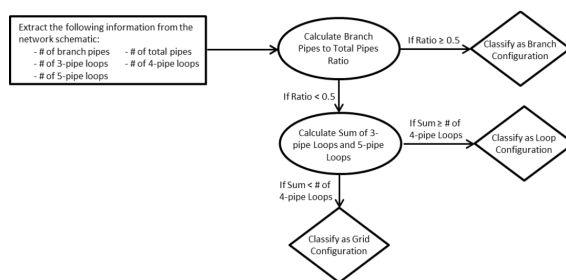 Extract the following information from the
network schematic:
- # of branch pipes - # of total pipes
- # of 3-pipe loops - # of 4-pipe loops
- # of 5-pipe loops
Calculate Branch
Pipes to Total Pipes
Ratio
If Ratio ≥ 0.5
Classify as Branch
Configuration
If Ratio < 0.5
Calculate Sum of 3-
pipe Loops and 5-pipe
Loops
If Sum ≥ # of
4-pipe Loops
Classify as Loop
Configuration
If Sum < # of
4-pipe Loops
Classify as Grid
Configuration